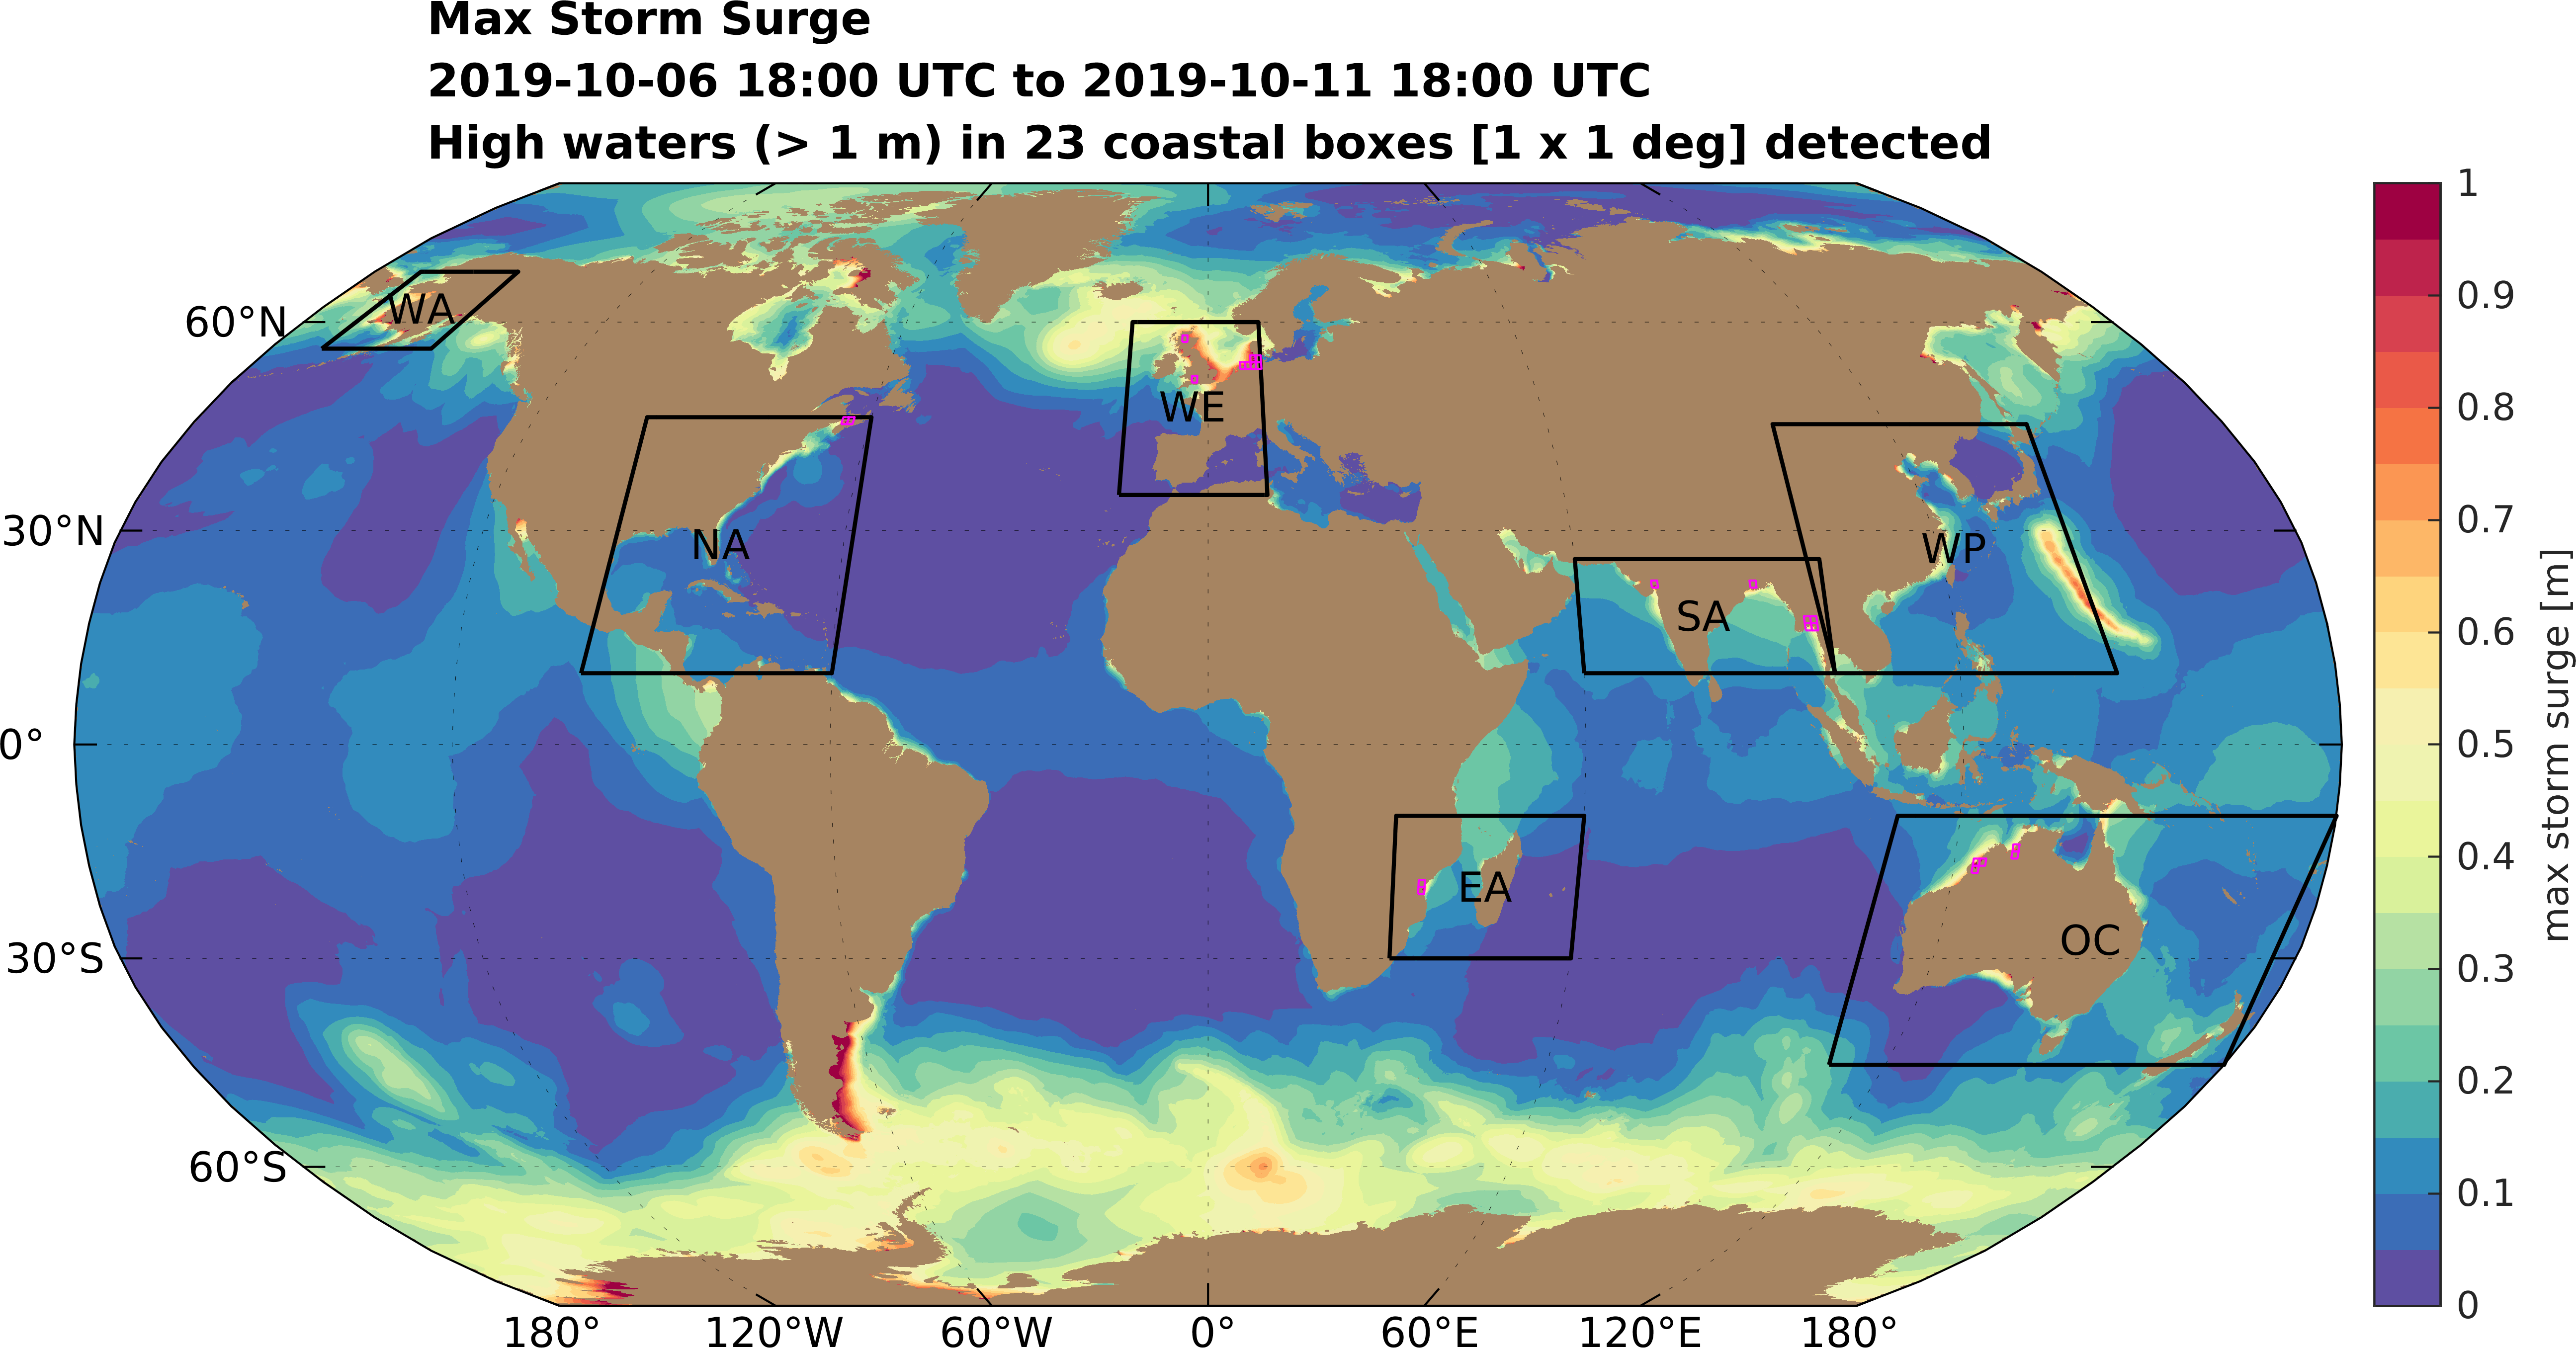 Max Storm Surge
2019-10-06 18:00 UTC to 2019-10-11 18:00 UTC
High waters (> 1 m) in 23 coastal boxes [1 x 1 deg] detected
60°N
30°N
0°
30°S
60°S
WA
NA
WE
SA
WP
EA
OC
180°
120°W
60°W
0°
60°E
120°E
180°
1
0.9
0.8
0.7
0.6
0.5
0.4
0.3
0.2
0.1
0
max storm surge [m]